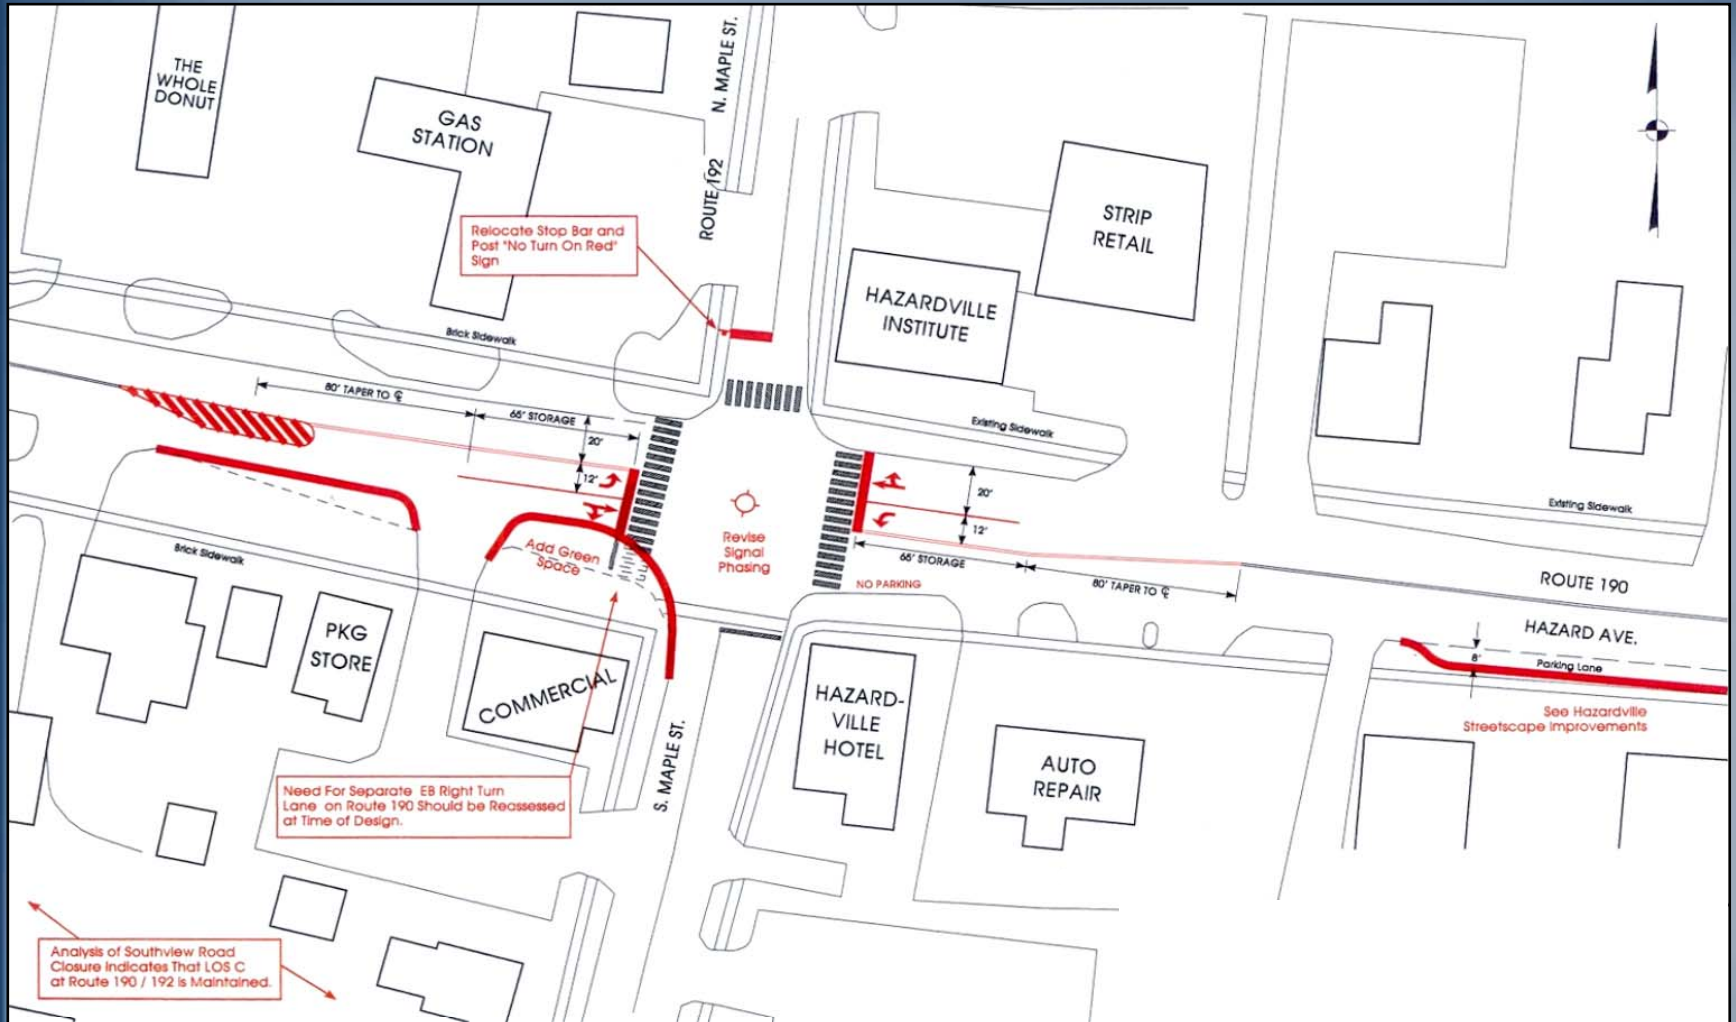 THE
WHOLE
DONUT
GAS
STATION
N. MAPLE ST.
ROUTE 192
Relocate Stop Bar and
Post "No Turn On Red"
Sign
STRIP
RETAIL
HAZARDVILLE
INSTITUTE
Brick Sidewalk
80' TAPER TO ℄
65' STORAGE
20'
12'
Existing Sidewalk
20'
12'
Existing Sidewalk
Revise
Signal
Phasing
Add Green
Space
65' STORAGE
80' TAPER TO ℄
NO PARKING
ROUTE 190
HAZARD AVE.
8'
Parking Lane
See Hazardville
Streetscape Improvements
Brick Sidewalk
PKG
STORE
COMMERCIAL
S. MAPLE ST.
HAZARD-
VILLE
HOTEL
AUTO
REPAIR
Need For Separate EB Right Turn
Lane on Route 190 Should be Reassessed
at Time of Design.
Analysis of Southview Road
Closure Indicates That LOS C
at Route 190 / 192 is Maintained.